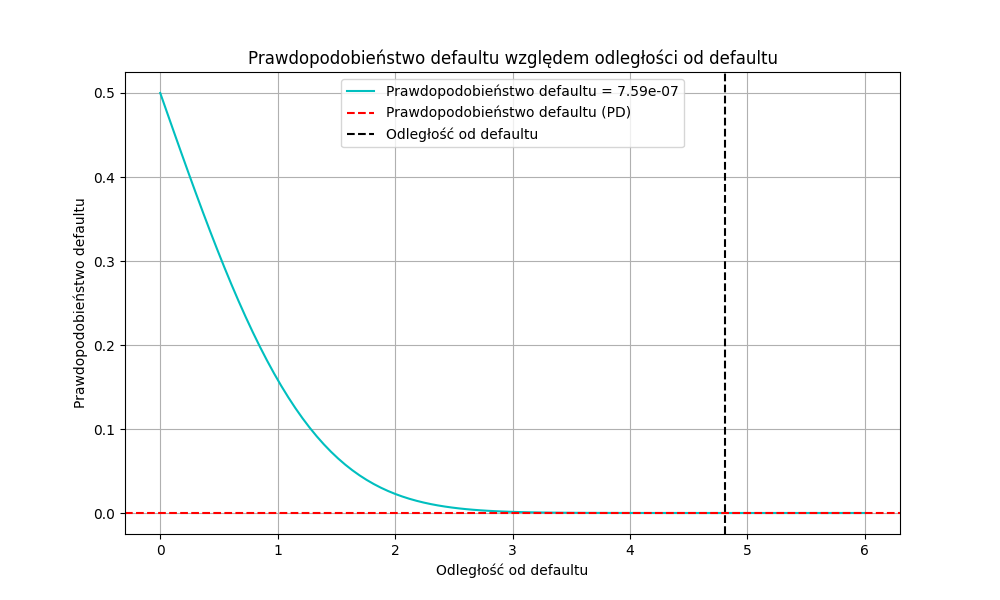 Prawdopodobieństwo defaultu względem odległości od defaultu
Prawdopodobieństwo defaultu = 7.59e-07
Prawdopodobieństwo defaultu (PD)
Odległość od defaultu
Prawdopodobieństwo defaultu
0.5
0.4
0.3
0.2
0.1
0.0
0 1 2 3 4 5 6
Odległość od defaultu